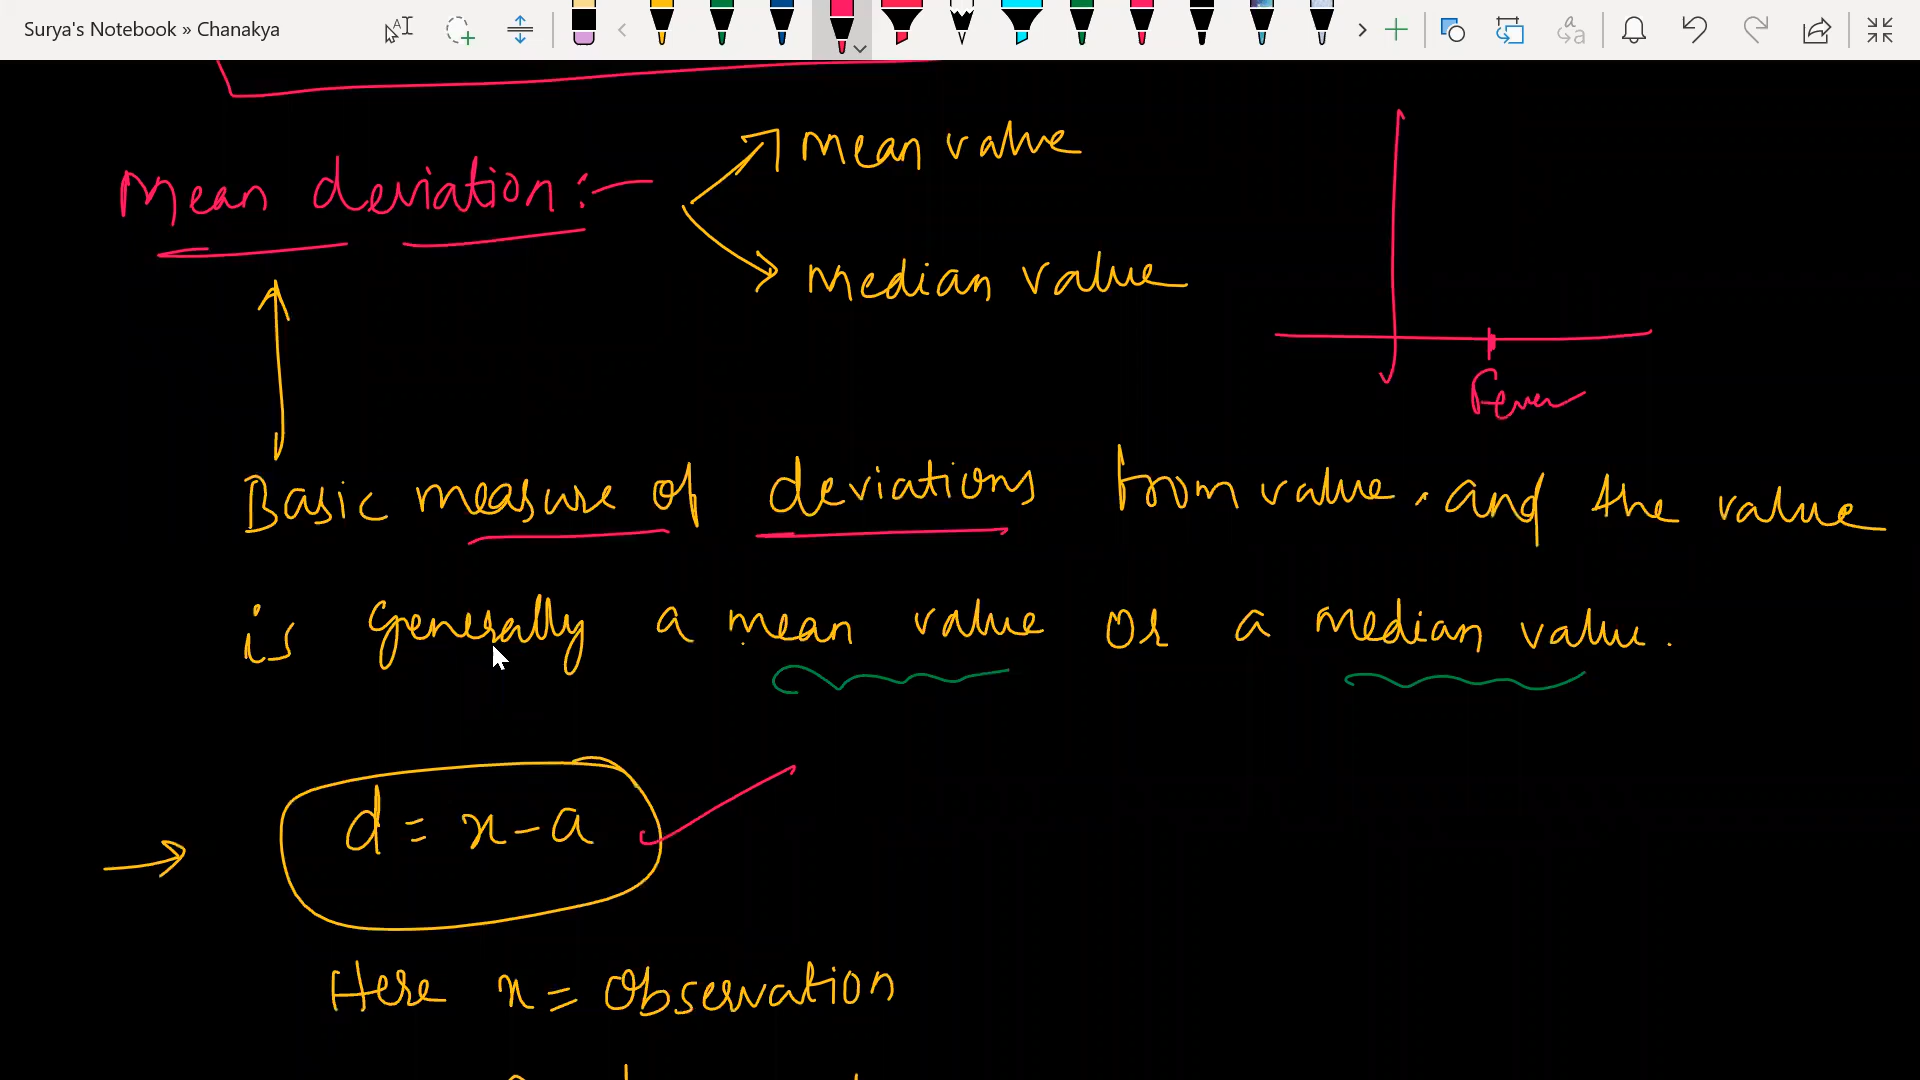 Surya's Notebook » Chanakya
Mean deviation:-
mean value
Median value
Fever
Basic measure of deviations from value. and the value
is generally a mean value or a median value.
d = x - a
Here x = observation